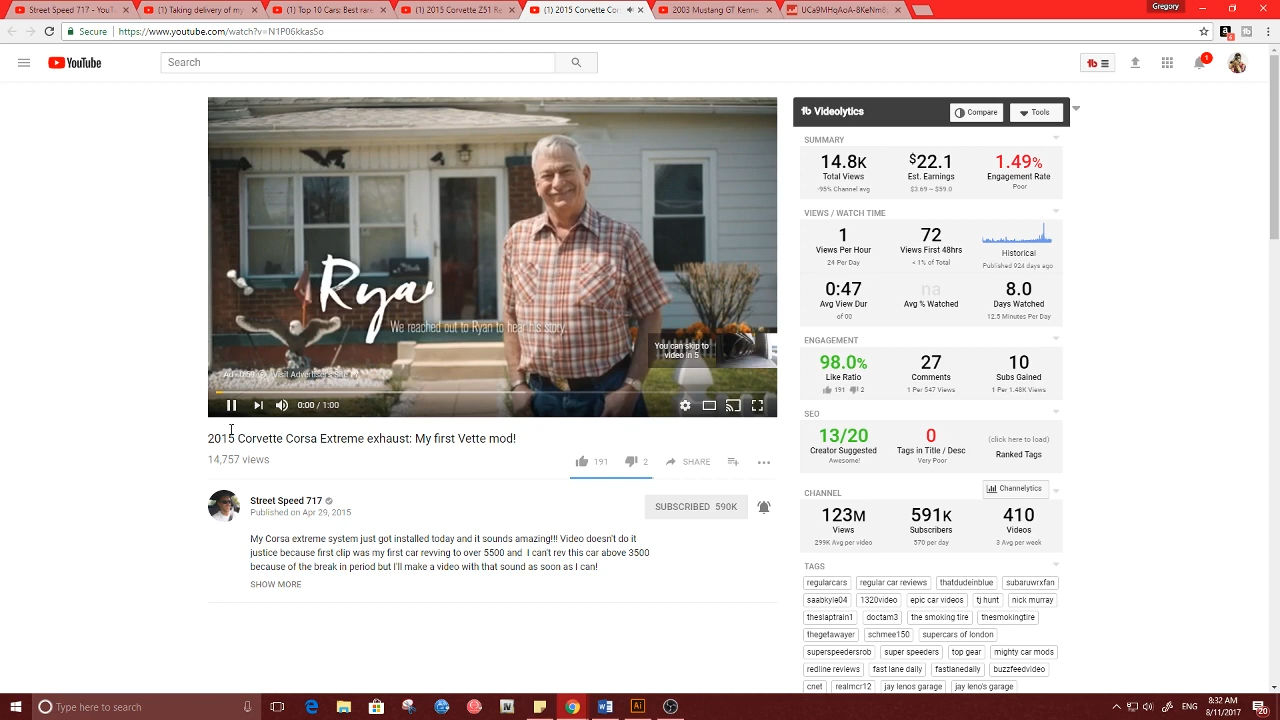 Street Speed 717 - YouT
Taking delivery of my
Top 10 Cars: Best rare
(1) 2015 Corvette Z51 Re
(1) 2015 Corvette Co
2003 Mustang GT Kenne
UCa9MHqAoA-8KeNm8
Gregory
Secure
https://www.youtube.com/watch?v=N1P06kkasSo
YouTube
Search
1
Videolytics
Compare
Tools
Rya
We reached out to Ryan to hear his story.
You can skip to
video in 5
0:00 / 1:00
2015 Corvette Corsa Extreme exhaust: My first Vette mod!
14,757 views
191
2
SHARE
Street Speed 717
Published on Apr 29, 2015
SUBSCRIBED 590K
My Corsa extreme system just got installed today and it sounds amazing!!! Video doesn't do it
justice because first clip was my first car revving to over 5500 and I can't rev this car above 3500
because of the break in period but I'll make a video with that sound as soon as I can!
SHOW MORE
SUMMARY
14.8K $22.1 1.49%
Total Views Est. Earnings Engagement Rate
-95% Channel avg $3.69 ~ $59.0 Poor
VIEWS / WATCH TIME
1 72
Views Per Hour Views First 48hrs Historical
24 Per Day < 1% of Total Published 924 days ago
0:47 na 8.0
Avg View Dur Avg % Watched Days Watched
of 00 12.5 Minutes Per Day
ENGAGEMENT
98.0% 27 10
Like Ratio Comments Subs Gained
191 2 1 Per 547 Views 1 Per 1.48K Views
SEO
13/20 0 (click here to load)
Creator Suggested Tags in Title / Desc Ranked Tags
Awesome! Very Poor
CHANNEL Channelytics
123M 591K 410
Views Subscribers Videos
299K Avg per video 570 per day 3 Avg per week
TAGS
regularcars regular car reviews thatdudeinblue subaruwrxfan
saabkyle04 1320video epic car videos tj hunt nick murray
theslaptrain1 doctam3 the smoking tire thesmokingtire
thegetawayer schmee150 supercars of london
superspeedersrob super speeders top gear mighty car mods
redline reviews fast lane daily fastlanedaily buzzfeedvideo
cnet realmcr12 jay lenos garage jay leno's garage
Type here to search
8:32 AM
8/11/2017
20